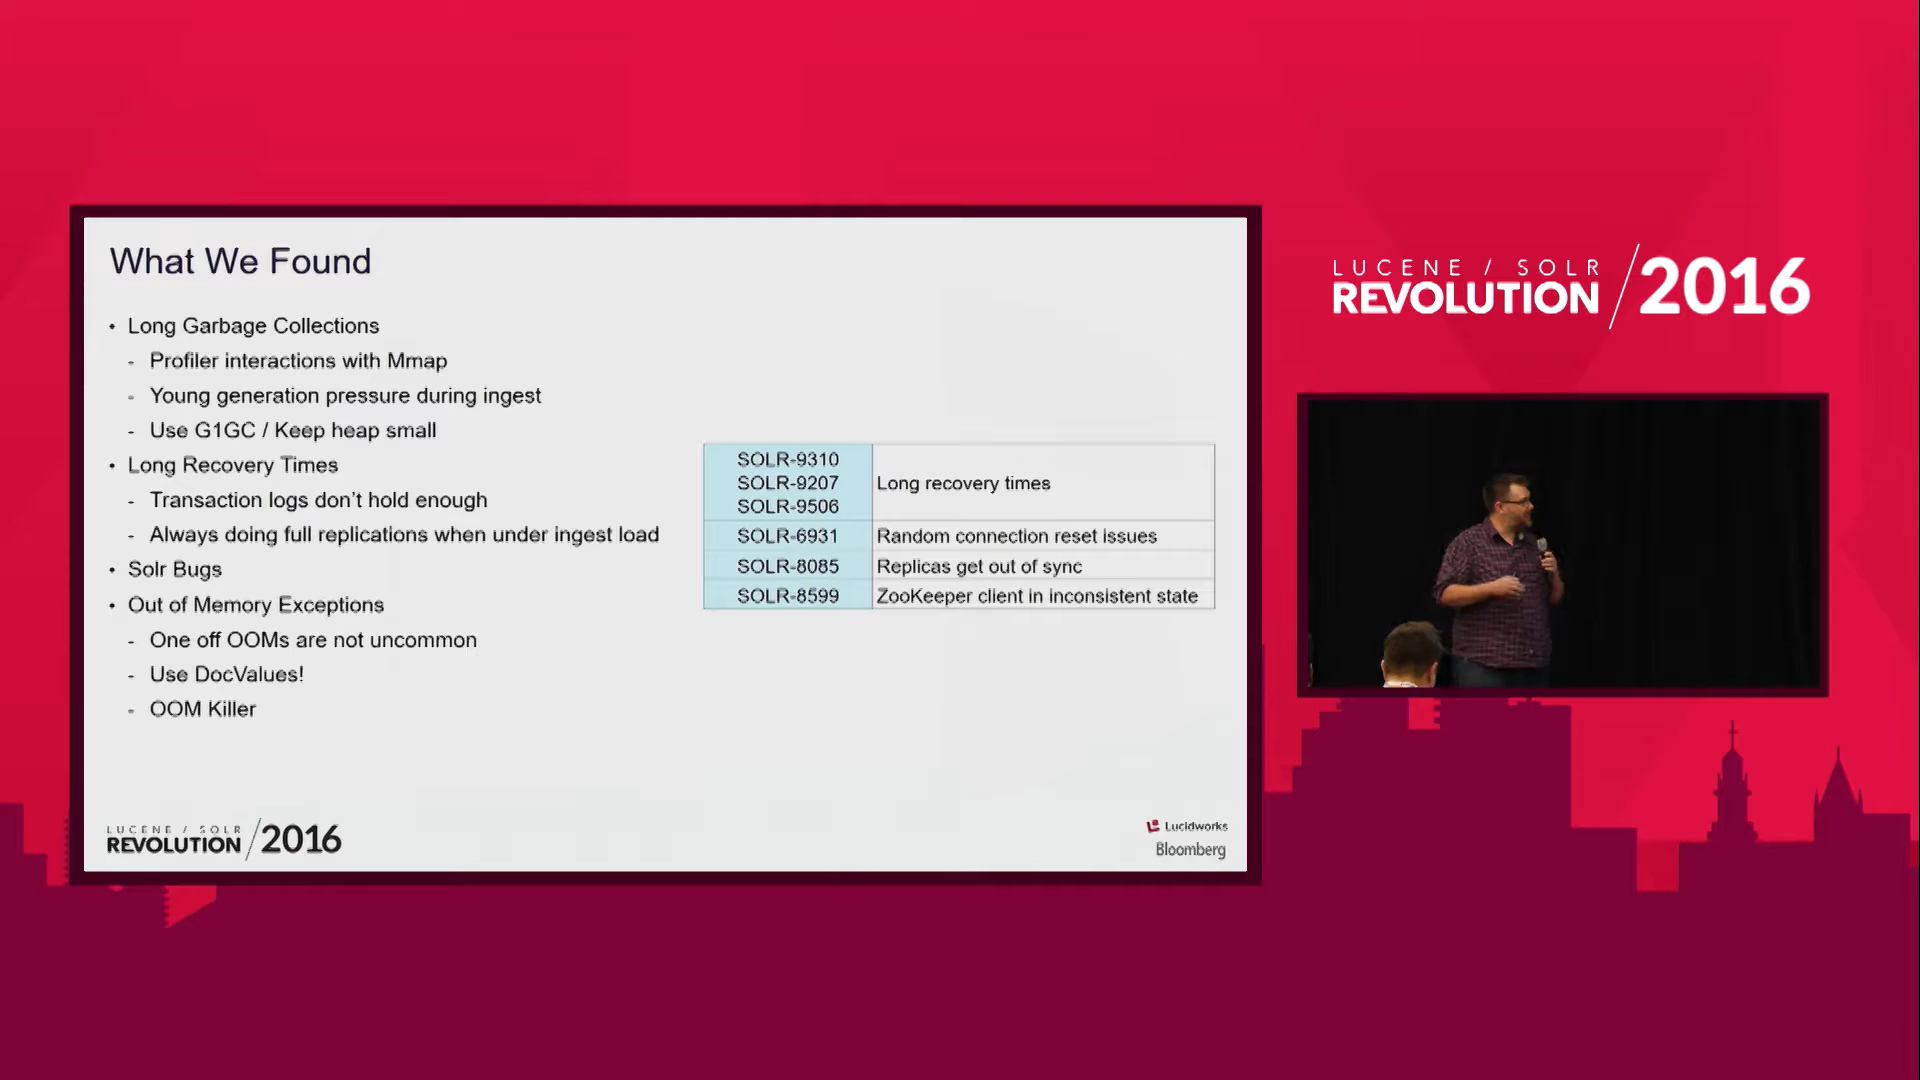 What We Found
• Long Garbage Collections
- Profiler interactions with Mmap
- Young generation pressure during ingest
- Use G1GC / Keep heap small
• Long Recovery Times
- Transaction logs don't hold enough
- Always doing full replications when under ingest load
• Solr Bugs
• Out of Memory Exceptions
- One off OOMs are not uncommon
- Use DocValues!
- OOM Killer
SOLR-9310
SOLR-9207
SOLR-9506
Long recovery times
SOLR-6931 Random connection reset issues
SOLR-8085 Replicas get out of sync
SOLR-8599 ZooKeeper client in inconsistent state
LUCENE / SOLR
REVOLUTION / 2016
Lucidworks
Bloomberg
LUCENE / SOLR
REVOLUTION / 2016